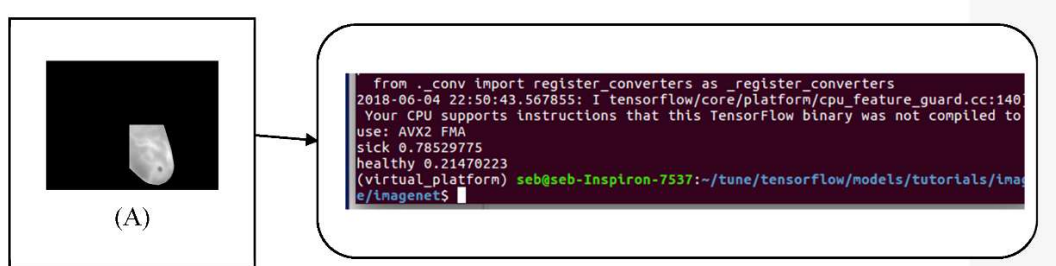 (A)
from ._conv import register_converters as _register_converters
2018-06-04 22:50:43.567855: I tensorflow/core/platform/cpu_feature_guard.cc:140]
Your CPU supports instructions that this TensorFlow binary was not compiled to
use: AVX2 FMA
sick 0.78529775
healthy 0.21470223
(virtual_platform) seb@seb-Inspiron-7537:~/tune/tensorflow/models/tutorials/imag
e/imagenet$